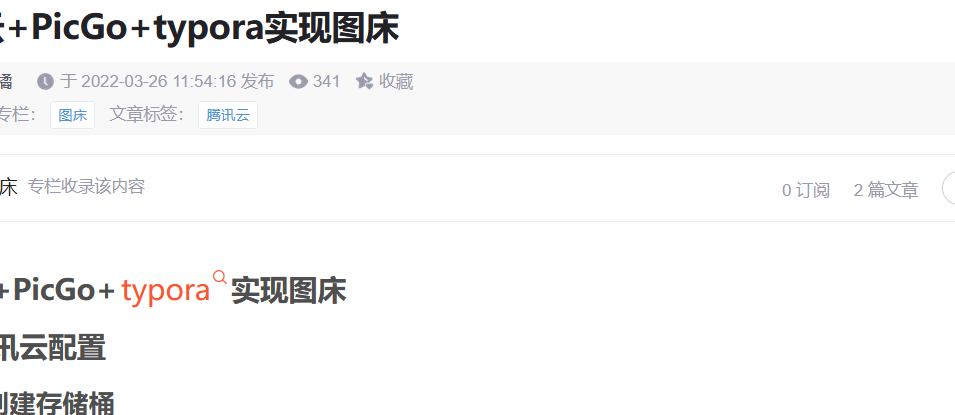 +PicGo+typora实现图床
橘 于 2022-03-26 11:54:16 发布 341 收藏
专栏： 图床 文章标签： 腾讯云
床 专栏收录该内容 0 订阅 2 篇文章
+PicGo+typora实现图床
讯云配置
创建存储桶